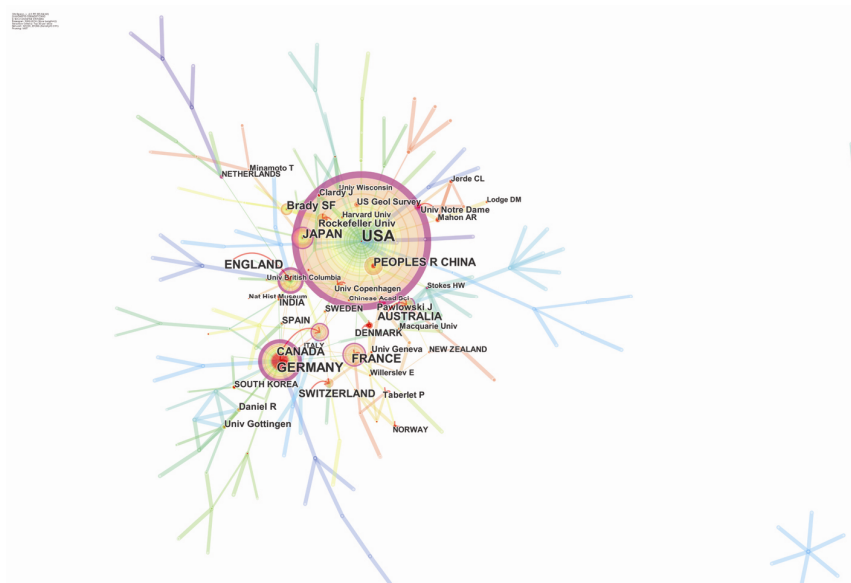 Minamoto T
NETHERLANDS
Jerde CL
Univ Wisconsin
Clardy J
US Geol Survey
Lodge DM
Brady SF
Univ Notre Dame
Harvard Univ
Mahon AR
Rockefeller Univ
JAPAN
USA
ENGLAND
PEOPLES R CHINA
Univ British Columbia
Univ Copenhagen
Stokes HW
Nat Hist Museum
Chinese Acad Sci
INDIA
Pawlowski J
SWEDEN
AUSTRALIA
SPAIN
Macquarie Univ
DENMARK
ITALY
CANADA
Univ Geneva
NEW ZEALAND
FRANCE
GERMANY
Willerslev E
SOUTH KOREA
SWITZERLAND
Taberlet P
Daniel R
Univ Gottingen
NORWAY